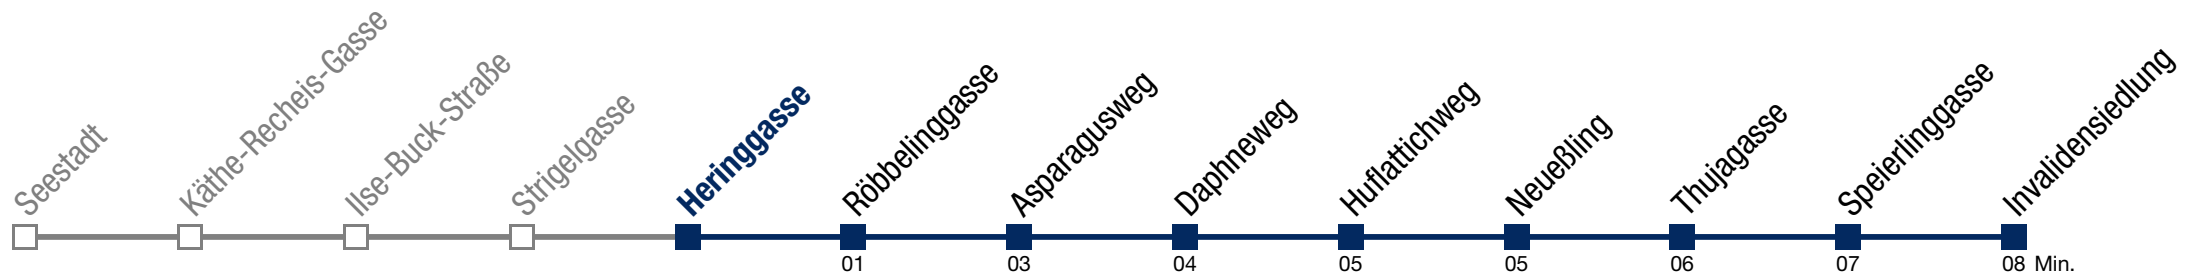 Seestadt
Käthe-Recheis-Gasse
Ilse-Buck-Straße
Strigelgasse
Heringgasse
Röbbelinggasse
Asparagusweg
Daphneweg
Huflattichweg
Neueßling
Thujagasse
Speierlinggasse
Invalidensiedlung
01 03 04 05 05 06 07 08 Min.